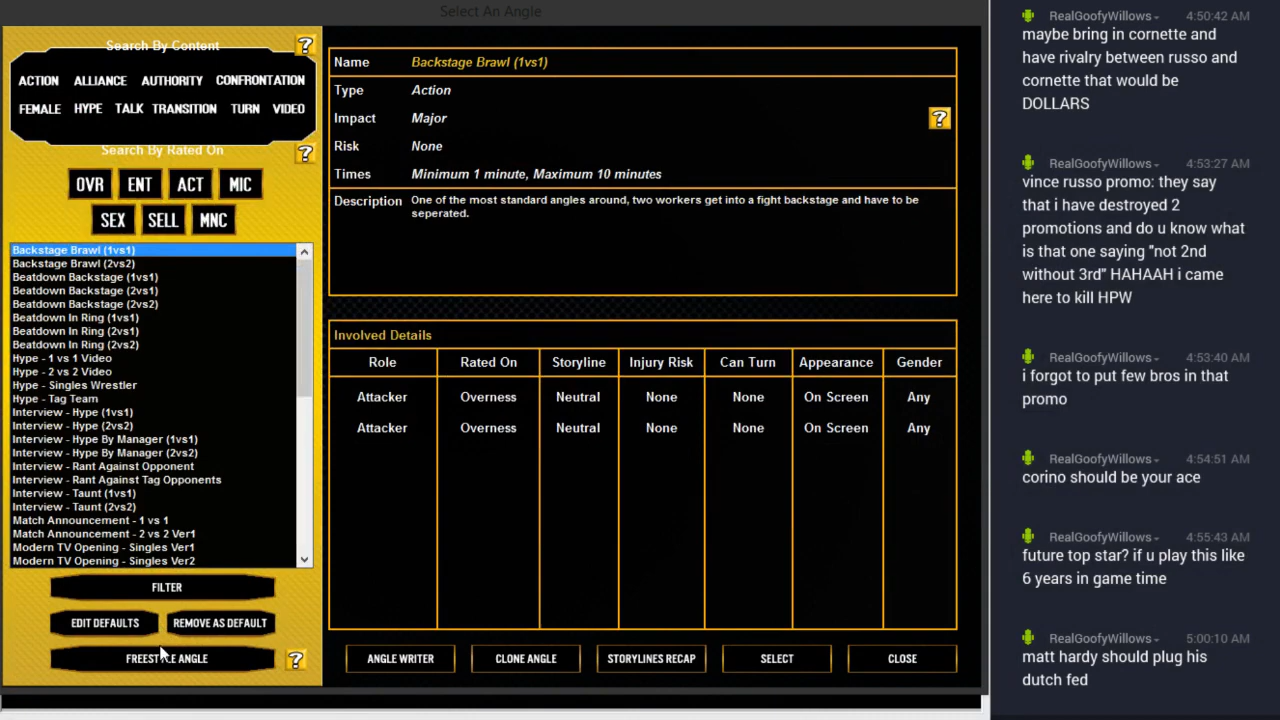 Select An Angle
Search By Content
?
ACTION ALLIANCE AUTHORITY CONFRONTATION
FEMALE HYPE TALK TRANSITION TURN VIDEO
Search By Rated On
?
OVR ENT ACT MIC
SEX SELL MNC
Backstage Brawl (1vs1)
Backstage Brawl (2vs2)
Beatdown Backstage (1vs1)
Beatdown Backstage (2vs1)
Beatdown Backstage (2vs2)
Beatdown In Ring (1vs1)
Beatdown In Ring (2vs1)
Beatdown In Ring (2vs2)
Hype - 1 vs 1 Video
Hype - 2 vs 2 Video
Hype - Singles Wrestler
Hype - Tag Team
Interview - Hype (1vs1)
Interview - Hype (2vs2)
Interview - Hype By Manager (1vs1)
Interview - Hype By Manager (2vs2)
Interview - Rant Against Opponent
Interview - Rant Against Tag Opponents
Interview - Taunt (1vs1)
Interview - Taunt (2vs2)
Match Announcement - 1 vs 1
Match Announcement - 2 vs 2 Ver1
Modern TV Opening - Singles Ver1
Modern TV Opening - Singles Ver2
FILTER
EDIT DEFAULTS REMOVE AS DEFAULT
FREESTYLE ANGLE ?
Name Backstage Brawl (1vs1)
Type Action
Impact Major
?
Risk None
Times Minimum 1 minute, Maximum 10 minutes
Description One of the most standard angles around, two workers get into a fight backstage and have to be
seperated.
Involved Details
Role Rated On Storyline Injury Risk Can Turn Appearance Gender
Attacker Overness Neutral None None On Screen Any
Attacker Overness Neutral None None On Screen Any
ANGLE WRITER CLONE ANGLE STORYLINES RECAP SELECT CLOSE
RealGoofyWillows 4:50:42 AM
maybe bring in cornette and
have rivalry between russo and
cornette that would be
DOLLARS
RealGoofyWillows 4:53:27 AM
vince russo promo: they say
that i have destroyed 2
promotions and do u know what
is that one saying "not 2nd
without 3rd" HAHAAH i came
here to kill HPW
RealGoofyWillows 4:53:40 AM
i forgot to put few bros in that
promo
RealGoofyWillows 4:54:51 AM
corino should be your ace
RealGoofyWillows 4:55:43 AM
future top star? if u play this like
6 years in game time
RealGoofyWillows 5:00:10 AM
matt hardy should plug his
dutch fed